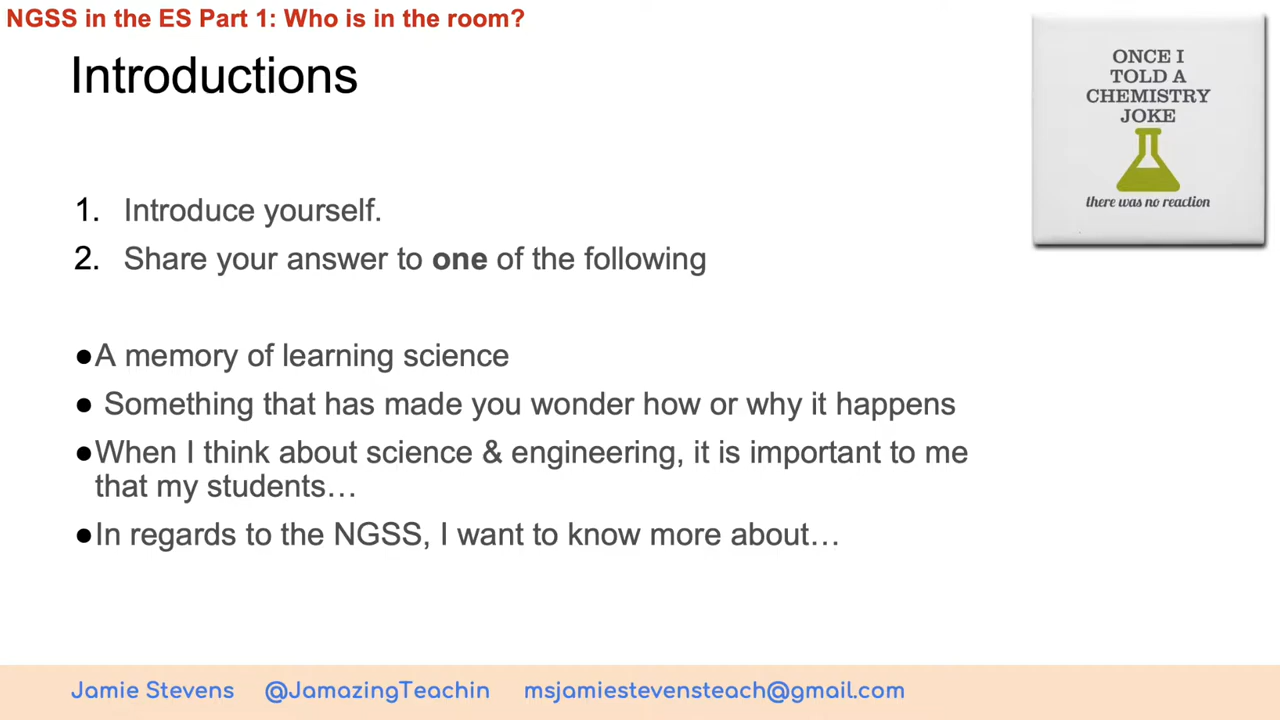 NGSS in the ES Part 1: Who is in the room?
Introductions
ONCE I
TOLD A
CHEMISTRY
JOKE
there was no reaction
1. Introduce yourself.
2. Share your answer to one of the following
●A memory of learning science
● Something that has made you wonder how or why it happens
●When I think about science & engineering, it is important to me
that my students…
●In regards to the NGSS, I want to know more about…
Jamie Stevens @JamazingTeachin msjamiestevensteach@gmail.com